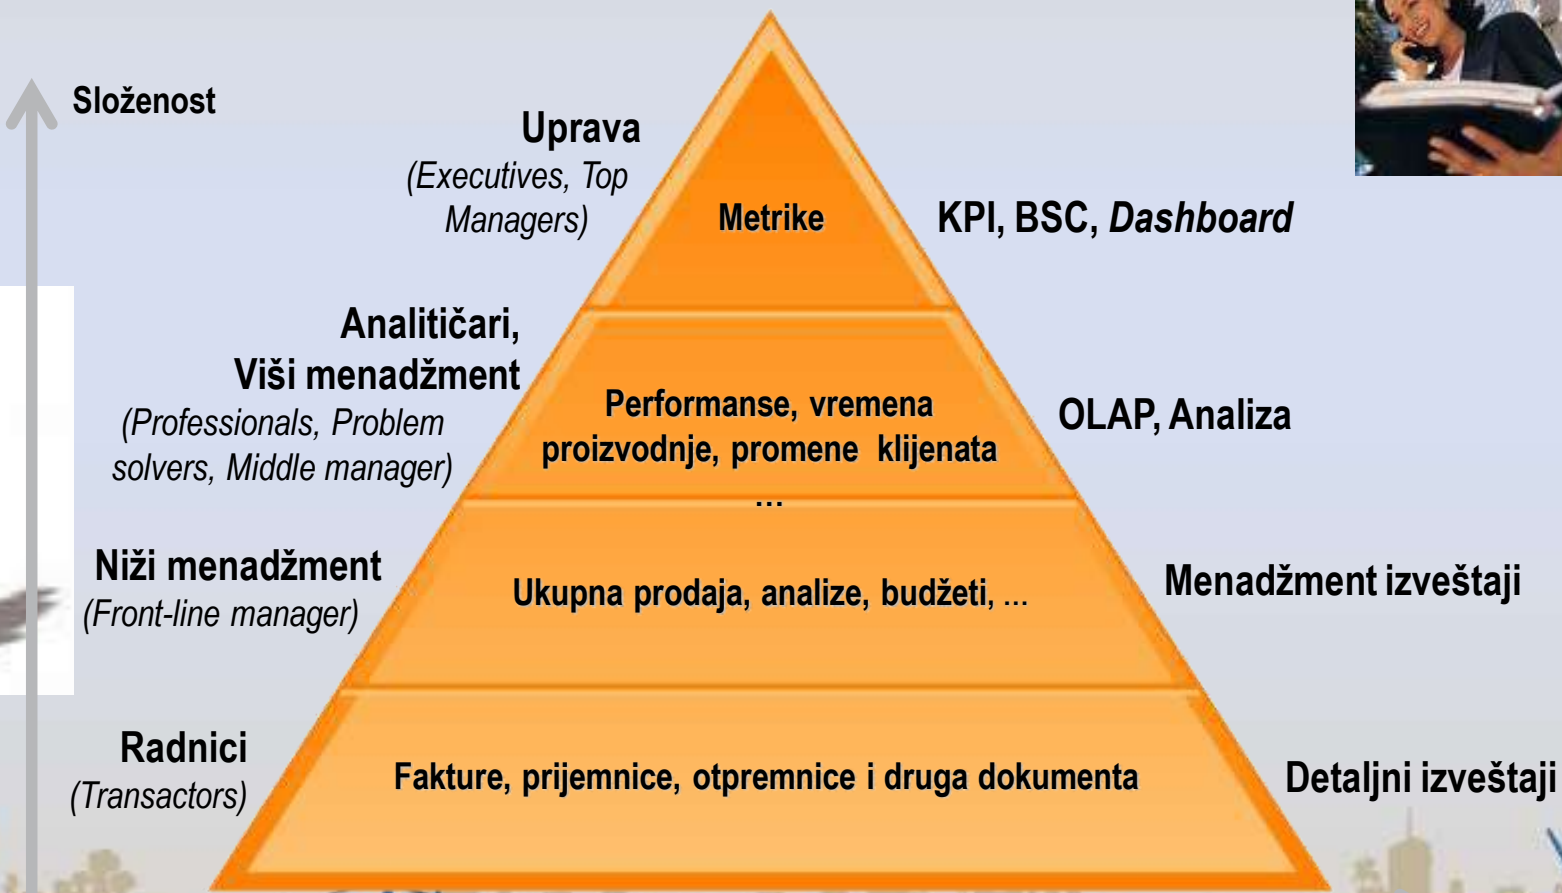 Složenost
Uprava
(Executives, Top
Managers)
Metrike
KPI, BSC, Dashboard
Analitičari,
Viši menadžment
(Professionals, Problem
solvers, Middle manager)
Performanse, vremena
proizvodnje, promene klijenata
...
OLAP, Analiza
Niži menadžment
(Front-line manager)
Ukupna prodaja, analize, budžeti, ...
Menadžment izveštaji
Radnici
(Transactors)
Fakture, prijemnice, otpremnice i druga dokumenta
Detaljni izveštaji